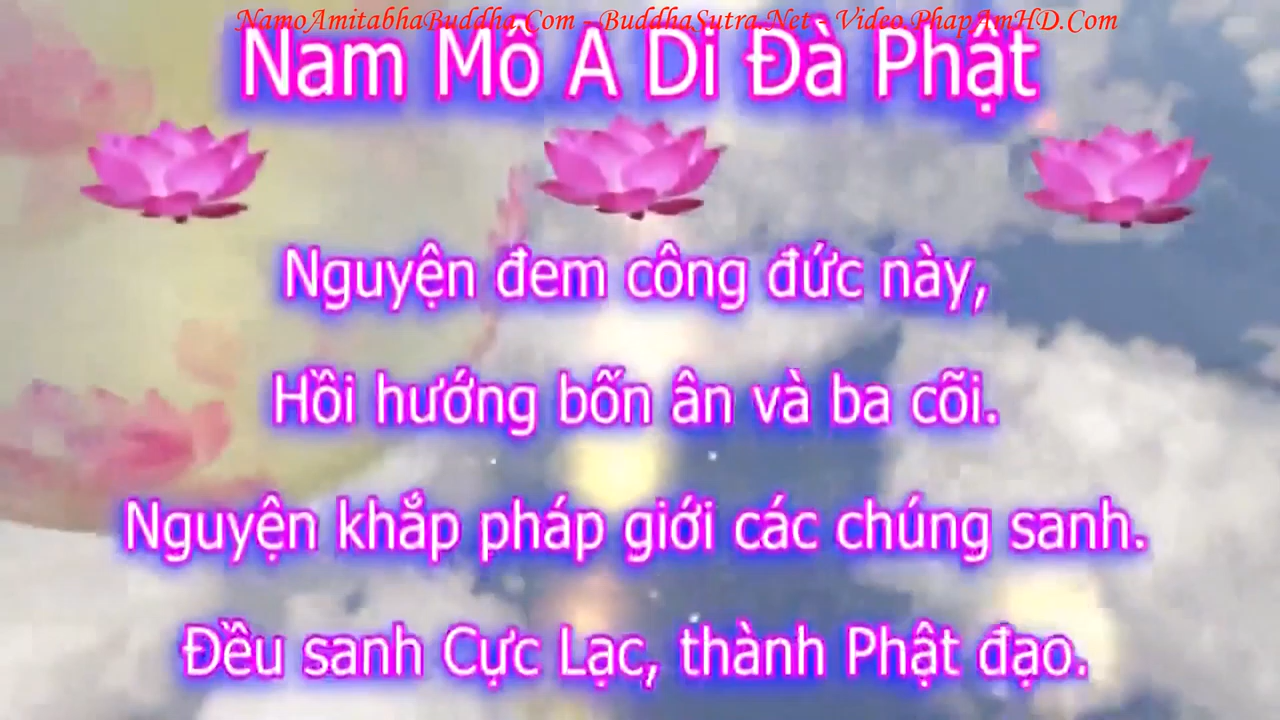 NamoAmitabhaBuddha.Com - BuddhaSutra.Net - Video.PhapAmHD.Com
Nam Mô A Di Đà Phật
Nguyện đem công đức này,
Hồi hướng bốn ân và ba cõi.
Nguyện khắp pháp giới các chúng sanh.
Đều sanh Cực Lạc, thành Phật đạo.